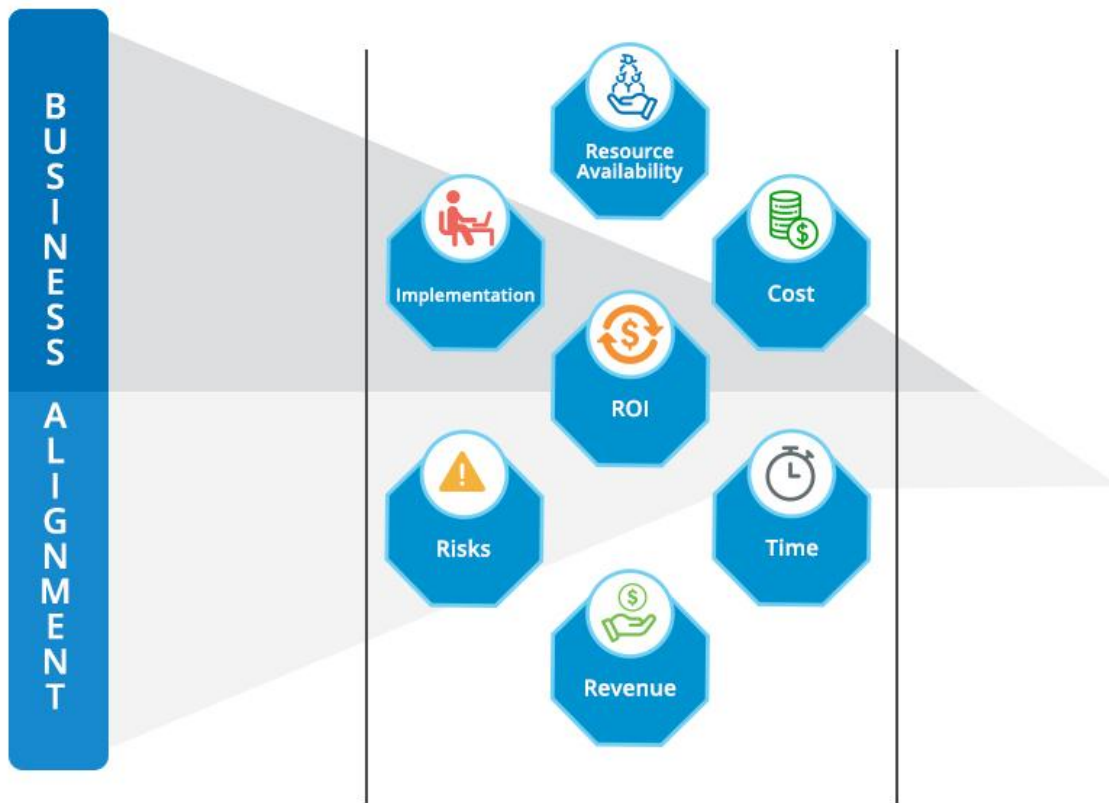 BUSINESS ALIGNMENT
Resource
Availability
Implementation
Cost
$
$
ROI
Risks
Time
$
Revenue